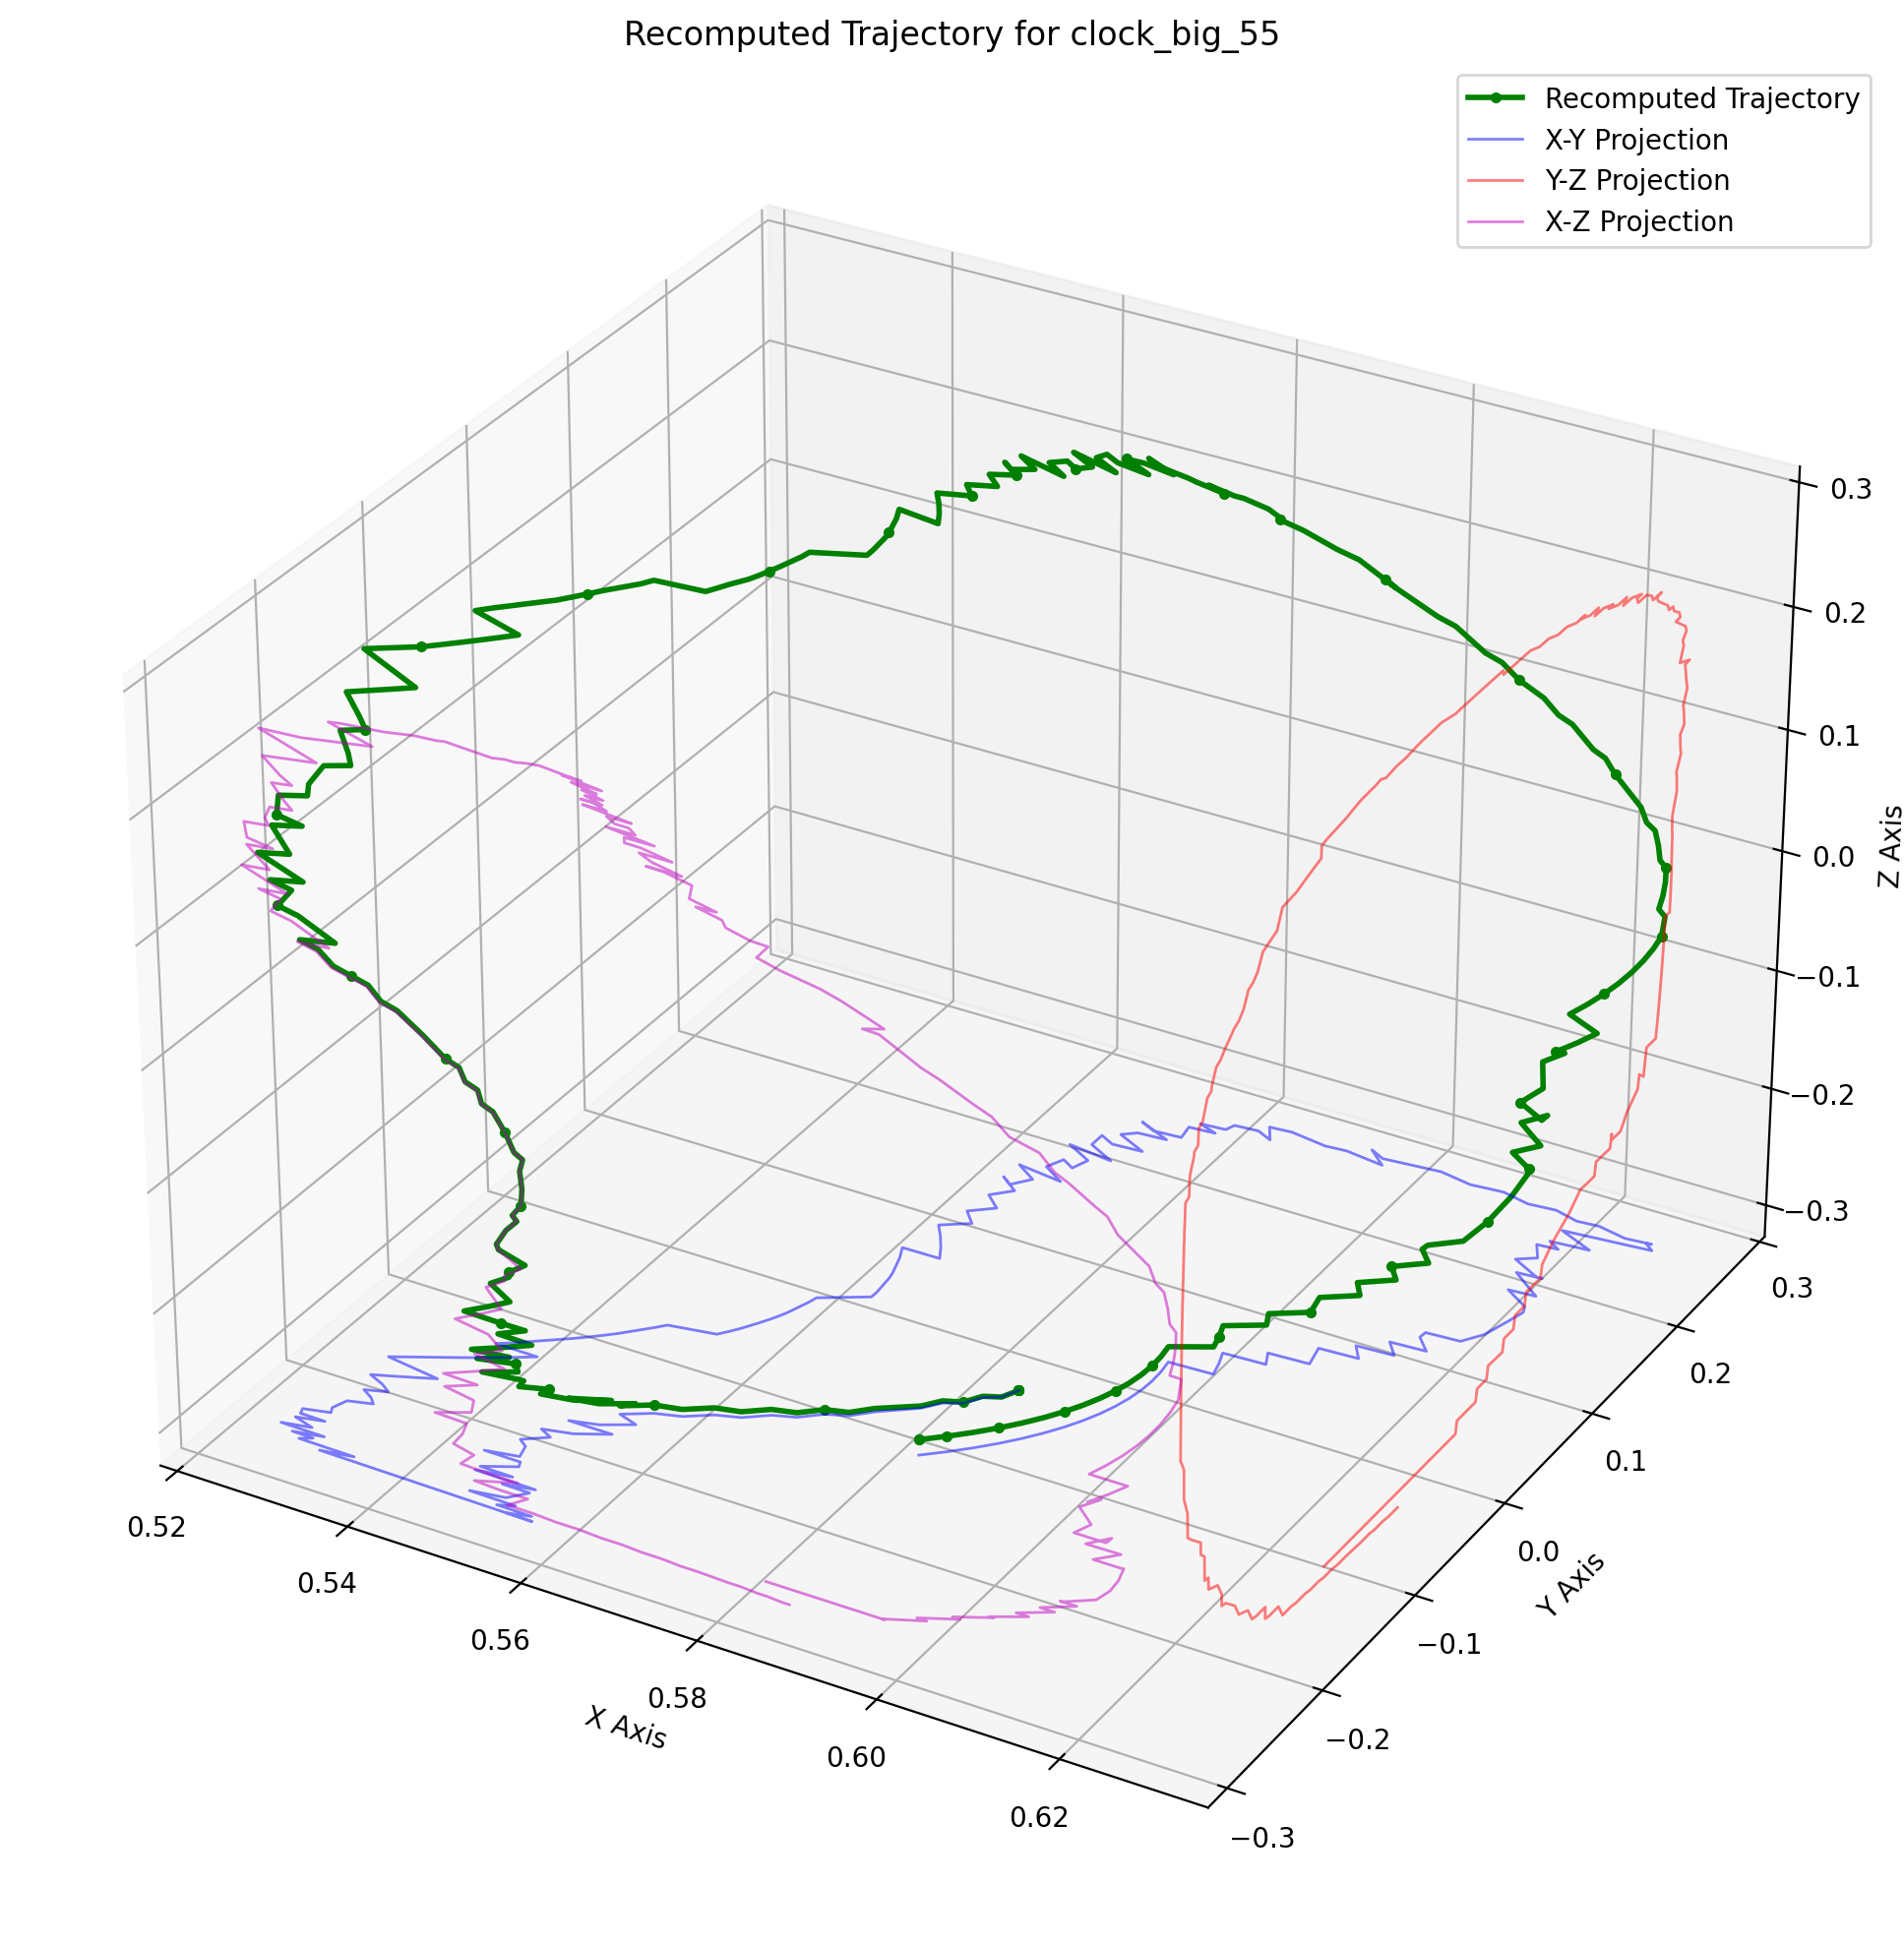 Recomputed Trajectory for clock_big_55
Recomputed Trajectory
X-Y Projection
Y-Z Projection
X-Z Projection
0.3
0.2
0.1
0.0
−0.1
−0.2
−0.3
Z Axis
0.3
0.2
0.1
0.0
−0.1
−0.2
−0.3
Y Axis
0.52
0.54
0.56
0.58
0.60
0.62
X Axis